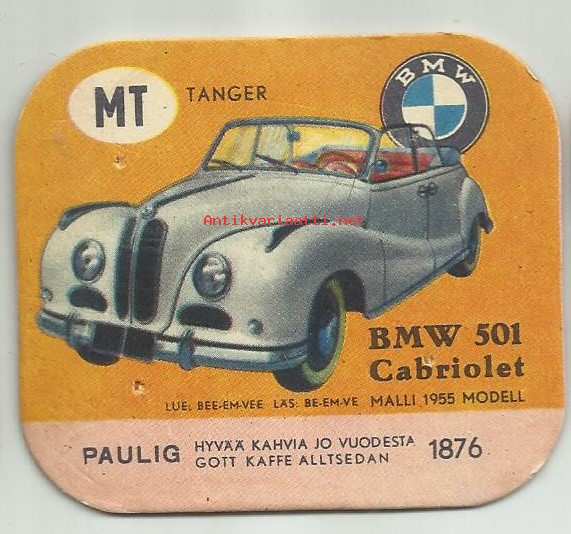 MT TANGER
BMW
Antikvariantti.net
BMW 501
Cabriolet
LUE: BEE-EM-VEE LÄS: BE-EM-VE MALLI 1955 MODELL
PAULIG HYVÄÄ KAHVIA JO VUODESTA 1876
GOTT KAFFE ALLTSEDAN